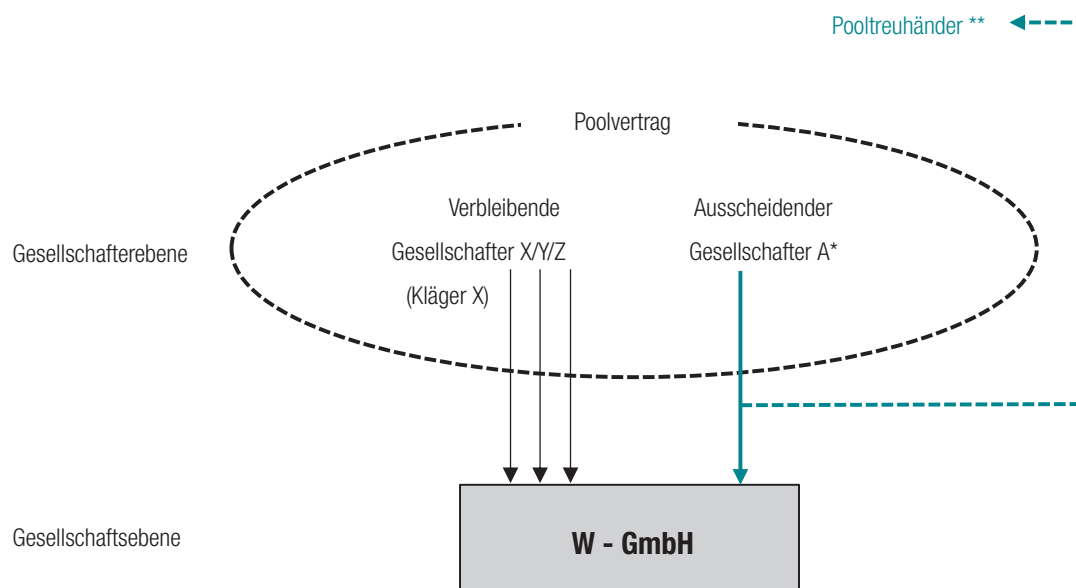 Pooltreuhänder **
Poolvertrag
Verbleibende
Gesellschafter X/Y/Z
(Kläger X)
Ausscheidender
Gesellschafter A*
Gesellschafterebene
Gesellschaftsebene
W - GmbH